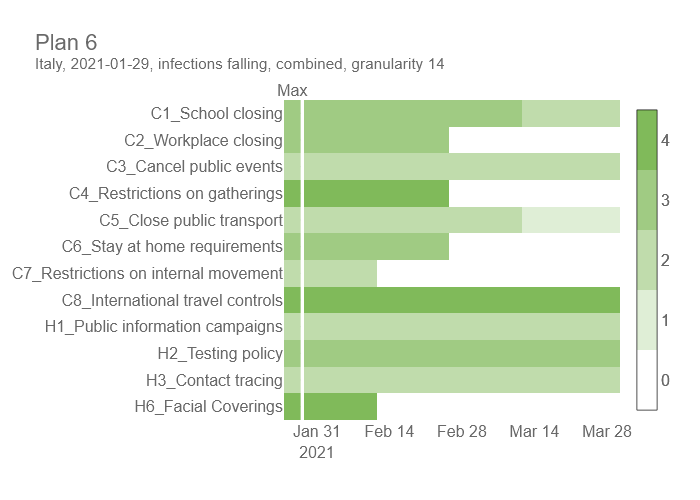 Plan 6
Italy, 2021-01-29, infections falling, combined, granularity 14
Max
C1_School closing
C2_Workplace closing
C3_Cancel public events
C4_Restrictions on gatherings
C5_Close public transport
C6_Stay at home requirements
C7_Restrictions on internal movement
C8_International travel controls
H1_Public information campaigns
H2_Testing policy
H3_Contact tracing
H6_Facial Coverings
Jan 31 Feb 14 Feb 28 Mar 14 Mar 28
2021
4
3
2
1
0